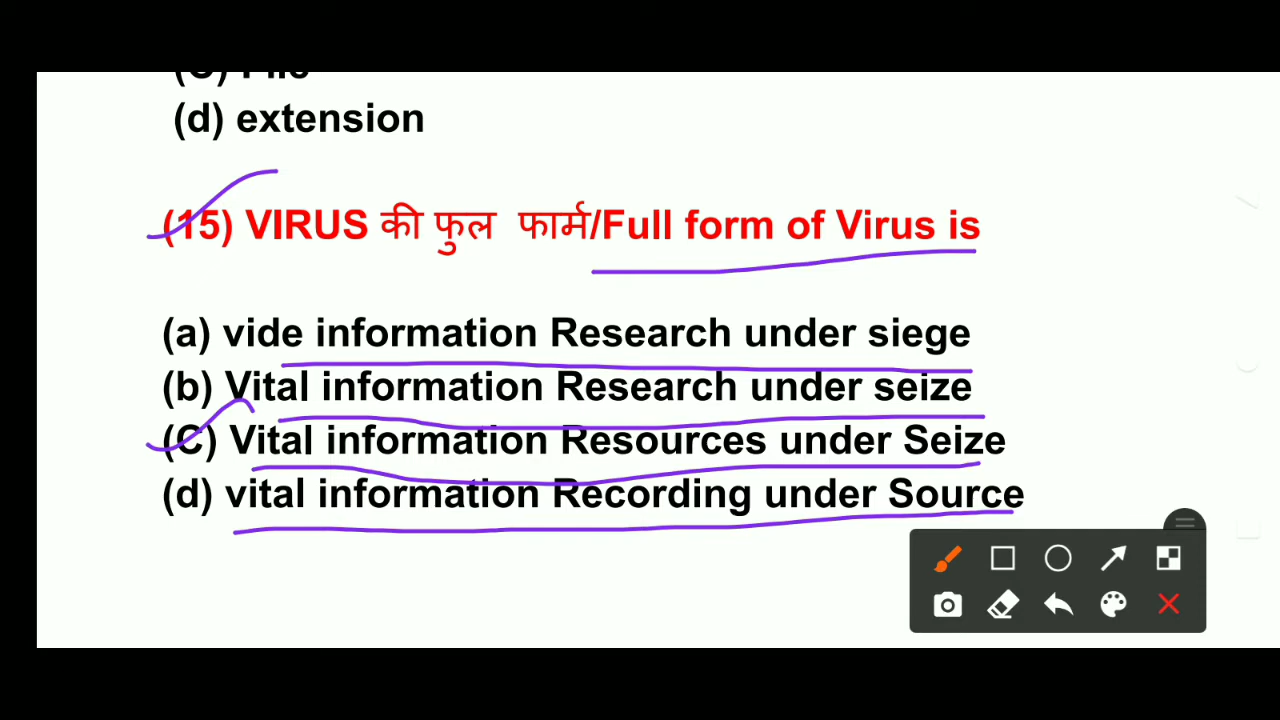 (d) extension
(15) VIRUS की फुल फार्म/Full form of Virus is
(a) vide information Research under siege
(b) Vital information Research under seize
(C) Vital information Resources under Seize
(d) vital information Recording under Source